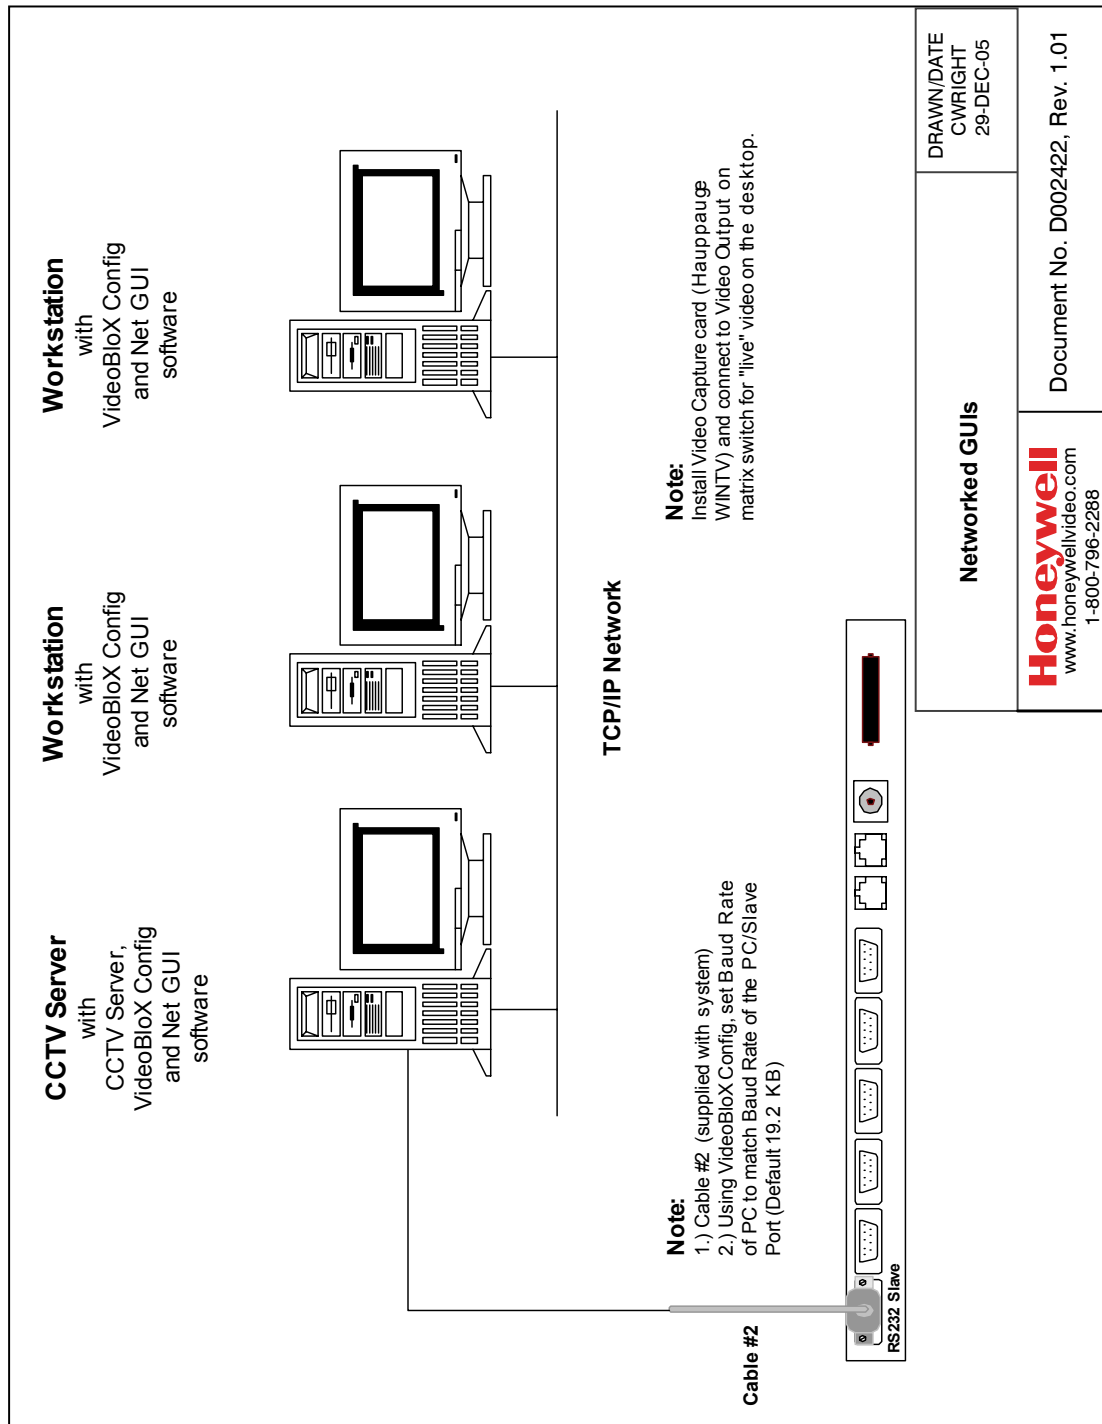 CCTV Server
with
CCTV Server,
VideoBloX Config
and Net GUI
software
Workstation
with
VideoBloX Config
and Net GUI
software
Workstation
with
VideoBloX Config
and Net GUI
software
TCP/IP Network
Note:
1.) Cable #2 (supplied with system)
2.) Using VideoBloX Config, set Baud Rate
of PC to match Baud Rate of the PC/Slave
Port (Default 19.2 KB)
Note:
Install Video Capture card (Hauppauge
WINTV) and connect to Video Output on
matrix switch for "live" video on the desktop.
Cable #2
RS232 Slave
Networked GUIs
DRAWN/DATE
CWRIGHT
29-DEC-05
Honeywell
www.honeywellvideo.com
1-800-796-2288
Document No. D002422, Rev. 1.01